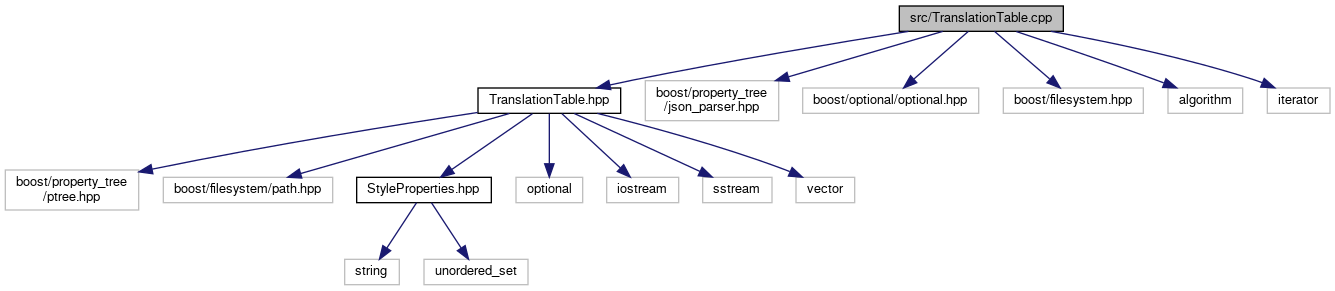 src/TranslationTable.cpp
TranslationTable.hpp
boost/property_tree
/json_parser.hpp
boost/optional/optional.hpp
boost/filesystem.hpp
algorithm
iterator
boost/property_tree
/ptree.hpp
boost/filesystem/path.hpp
StyleProperties.hpp
optional
iostream
sstream
vector
string
unordered_set